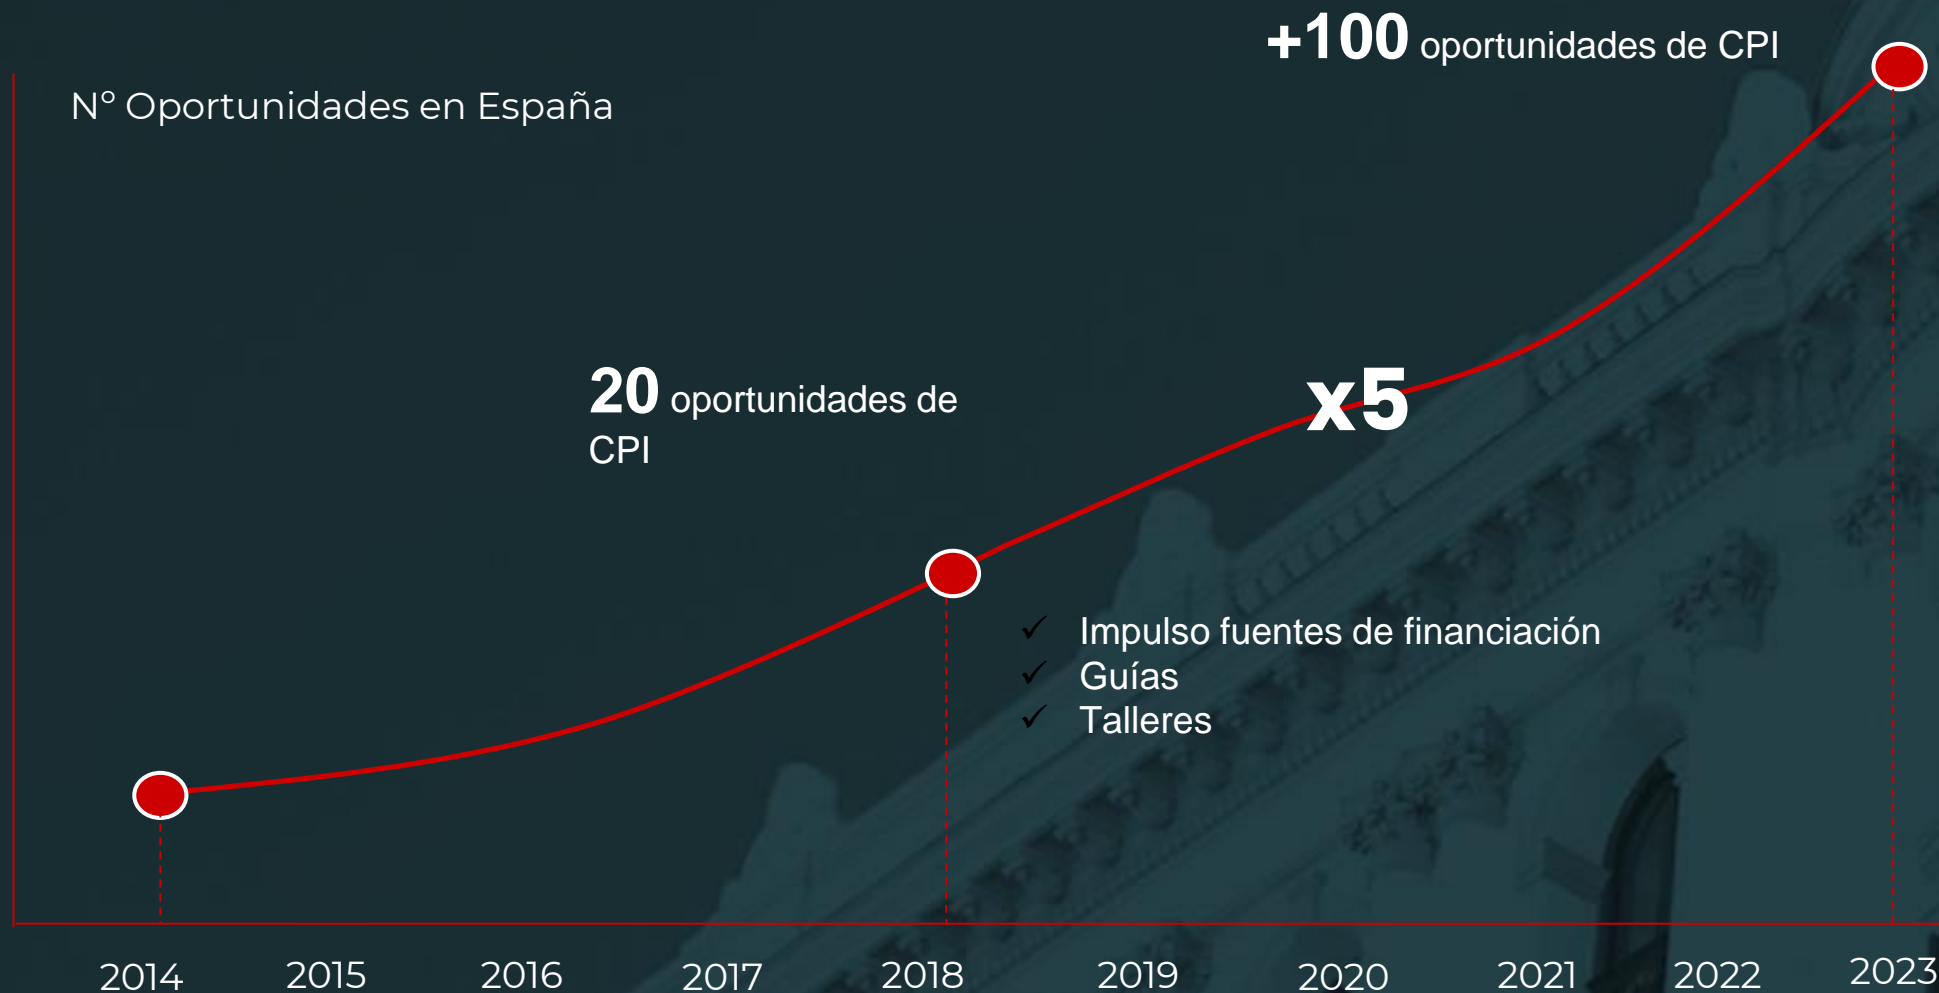 +100 oportunidades de CPI
Nº Oportunidades en España
20 oportunidades de
CPI
x5
✓ Impulso fuentes de financiación
✓ Guías
✓ Talleres
2014 2015 2016 2017 2018 2019 2020 2021 2022 2023